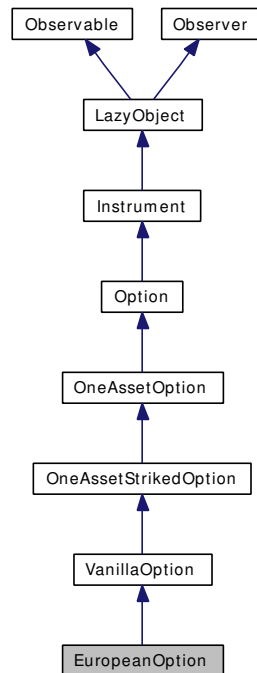 Observable
Observer
LazyObject
Instrument
Option
OneAssetOption
OneAssetStrikedOption
VanillaOption
EuropeanOption